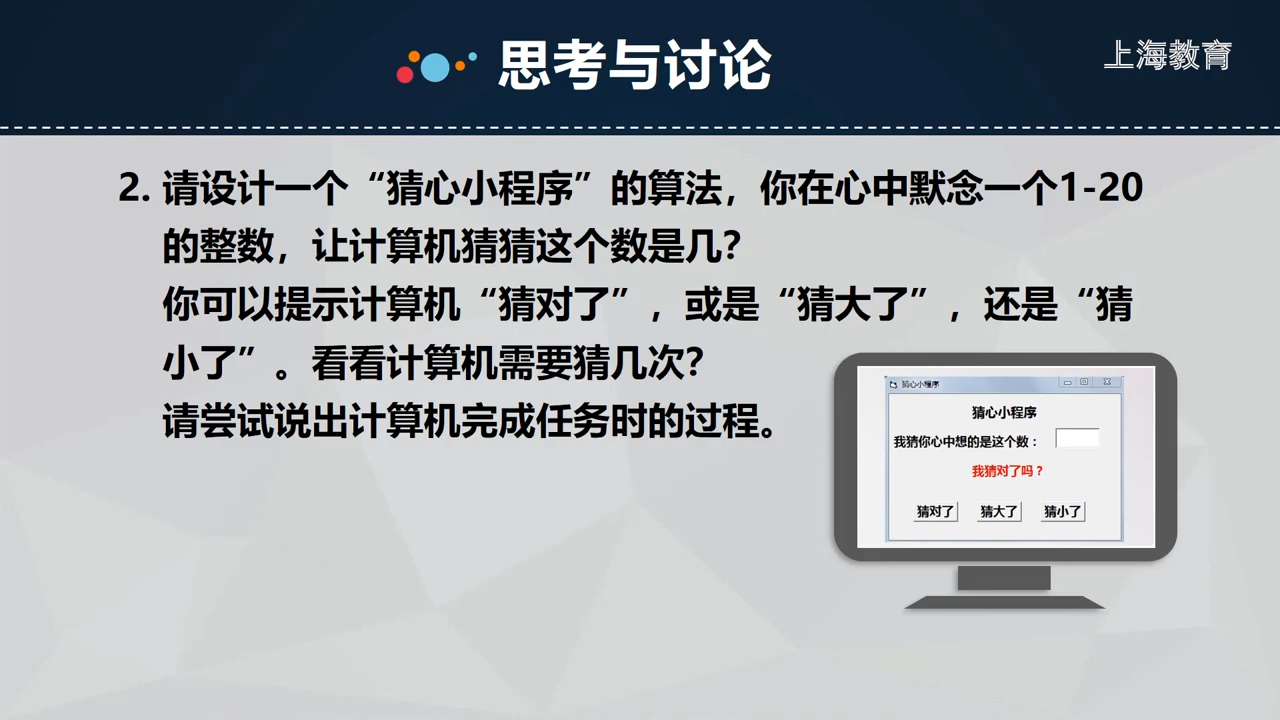 思考与讨论
上海教育
2. 请设计一个“猜心小程序”的算法，你在心中默念一个1-20
的整数，让计算机猜猜这个数是几？
你可以提示计算机“猜对了”，或是“猜大了”，还是“猜
小了”。看看计算机需要猜几次？
请尝试说出计算机完成任务时的过程。
猜心小程序
猜心小程序
我猜你心中想的是这个数：
我猜对了吗？
猜对了 猜大了 猜小了